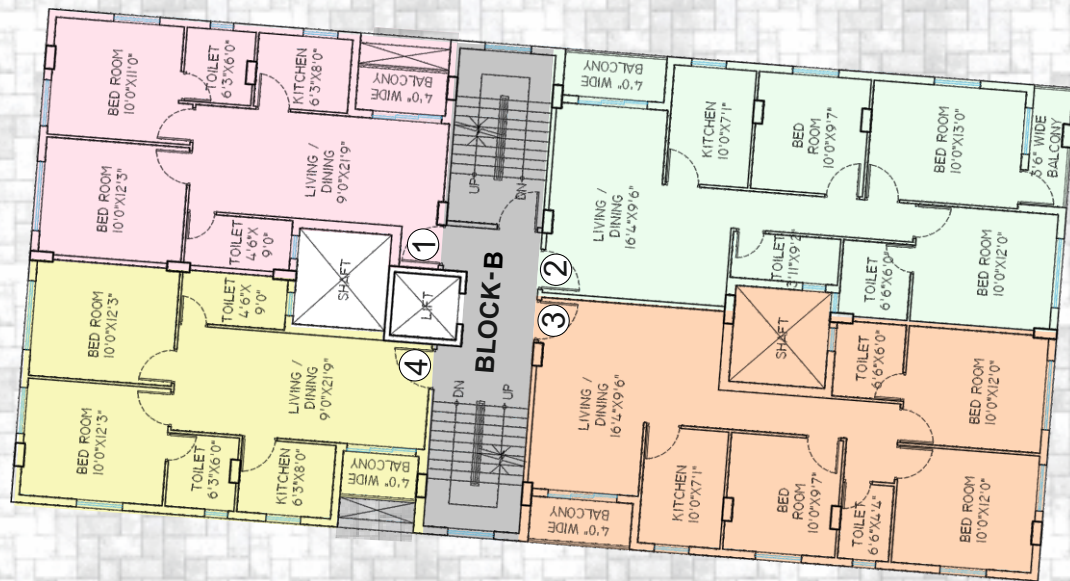 BED ROOM
10'0"X11'0"
TOILET
6'3"X6'0"
KITCHEN
6'3"X8'0"
4'0" WIDE
BALCONY
BED ROOM
10'0"X12'3"
LIVING /
DINING
9'0"X21'9"
TOILET
4'6"X
9'0"
SHAFT
LIFT
1
UP
DN
BLOCK-B
4'0" WIDE
BALCONY
KITCHEN
10'0"X7'1"
BED
ROOM
10'0"X9'7"
BED ROOM
10'0"X13'0"
3'6" WIDE
BALCONY
LIVING /
DINING
16'4"X9'6"
TOILET
3'11"X9'2"
TOILET
6'6"X6'0"
BED ROOM
10'0"X12'0"
2
3
LIVING /
DINING
16'4"X9'6"
SHAFT
TOILET
6'6"X6'0"
BED ROOM
10'0"X12'0"
KITCHEN
10'0"X7'1"
BED
ROOM
10'0"X9'7"
TOILET
6'6"X4'4"
BED ROOM
10'0"X12'0"
4'0" WIDE
BALCONY
4
DN
UP
BED ROOM
10'0"X12'3"
TOILET
4'6"X
9'0"
LIVING /
DINING
9'0"X21'9"
BED ROOM
10'0"X12'3"
TOILET
6'3"X6'0"
KITCHEN
6'3"X8'0"
4'0" WIDE
BALCONY